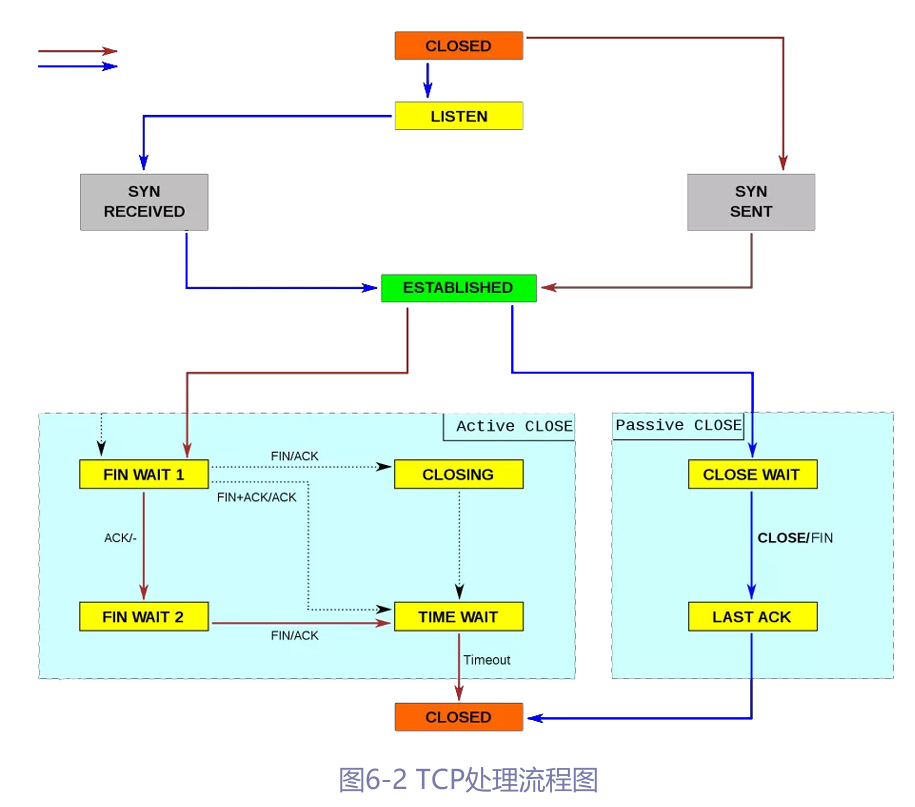 CLOSED
LISTEN
SYN
RECEIVED
SYN
SENT
ESTABLISHED
Active CLOSE
Passive CLOSE
FIN WAIT 1
FIN/ACK
CLOSING
CLOSE WAIT
FIN+ACK/ACK
ACK/-
CLOSE/FIN
FIN WAIT 2
FIN/ACK
TIME WAIT
LAST ACK
Timeout
CLOSED
图6-2 TCP处理流程图